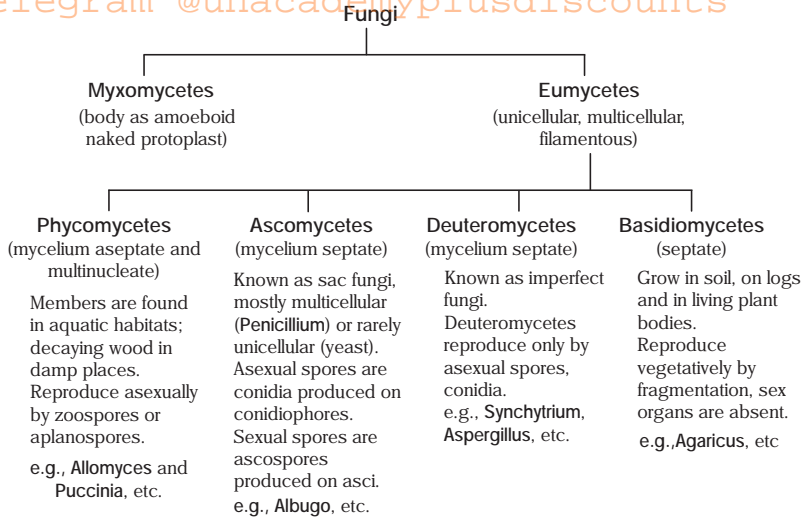 elegram @unacademyplusdiscounts
Fungi
Myxomycetes
(body as amoeboid
naked protoplast)
Eumycetes
(unicellular, multicellular,
filamentous)
Phycomycetes
(mycelium aseptate and
multinucleate)
Members are found
in aquatic habitats;
decaying wood in
damp places.
Reproduce asexually
by zoospores or
aplanospores.
e.g., Allomyces and
Puccinia, etc.
Ascomycetes
(mycelium septate)
Known as sac fungi,
mostly multicellular
(Penicillium) or rarely
unicellular (yeast).
Asexual spores are
conidia produced on
conidiophores.
Sexual spores are
ascospores
produced on asci.
e.g., Albugo, etc.
Deuteromycetes
(mycelium septate)
Known as imperfect
fungi.
Deuteromycetes
reproduce only by
asexual spores,
conidia.
e.g., Synchytrium,
Aspergillus, etc.
Basidiomycetes
(septate)
Grow in soil, on logs
and in living plant
bodies.
Reproduce
vegetatively by
fragmentation, sex
organs are absent.
e.g.,Agaricus, etc